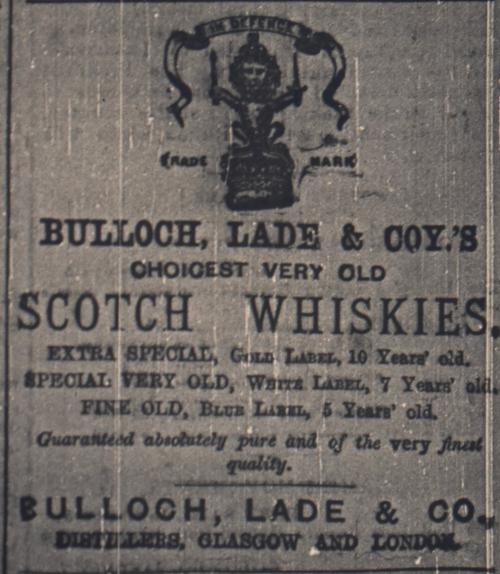 IN DEFENCE
TRADE MARK
BULLOCH, LADE & COY.'S
CHOICEST VERY OLD
SCOTCH WHISKIES.
EXTRA SPECIAL, GOLD LABEL, 10 Years' old.
SPECIAL VERY OLD, WHITE LABEL, 7 Years' old.
FINE OLD, BLUE LABEL, 5 Years' old.
Guaranteed absolutely pure and of the very finest
quality.
BULLOCH, LADE & CO.,
DISTILLERS, GLASGOW AND LONDON.